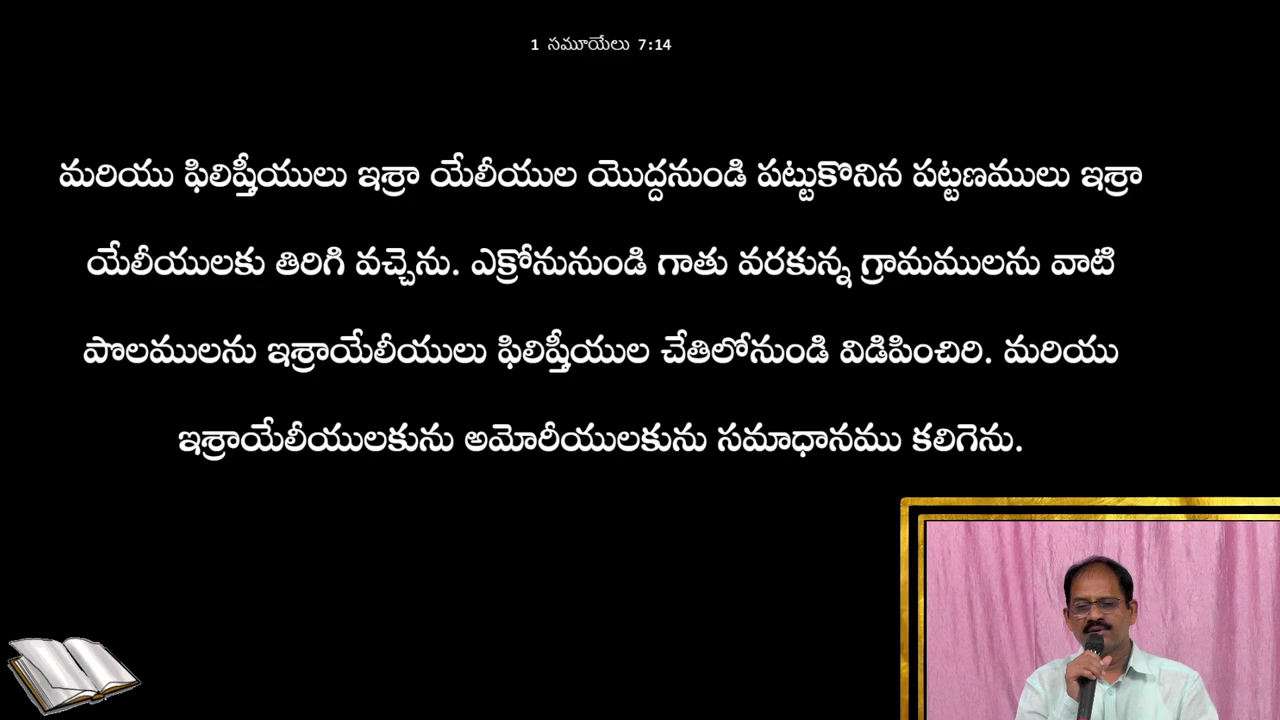 1 సమూయేలు 7:14
మరియు ఫిలిష్తీయులు ఇశ్రా యేలీయుల యొద్దనుండి పట్టుకొనిన పట్టణములు ఇశ్రా
యేలీయులకు తిరిగి వచ్చెను. ఎక్రోనునుండి గాతు వరకున్న గ్రామములను వాటి
పొలములను ఇశ్రాయేలీయులు ఫిలిష్తీయుల చేతిలోనుండి విడిపించిరి. మరియు
ఇశ్రాయేలీయులకును అమోరీయులకును సమాధానము కలిగెను.